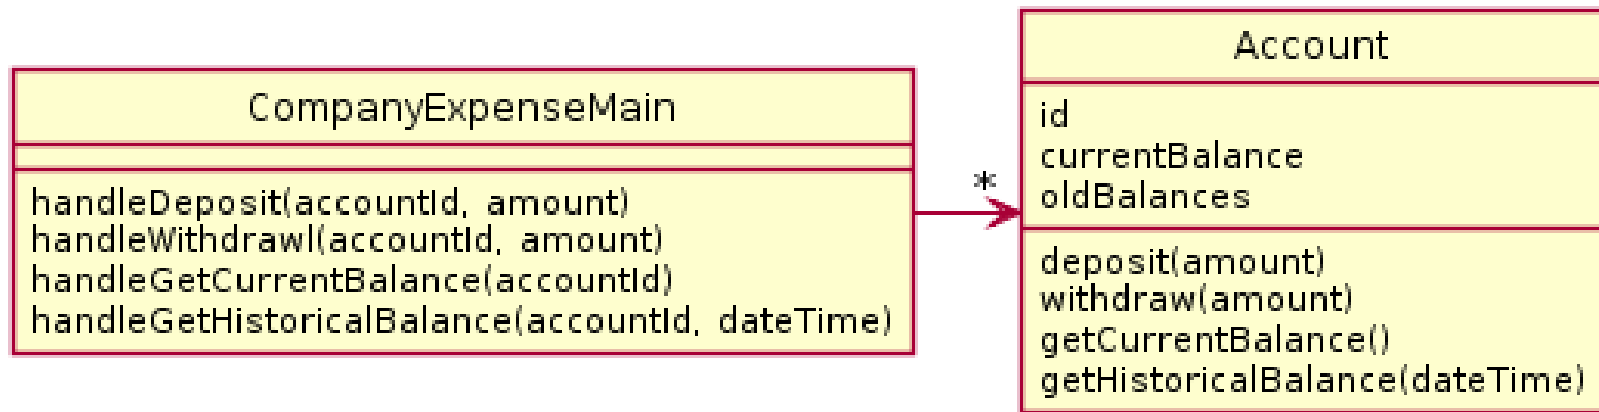 CompanyExpenseMain
handleDeposit(accountId, amount)
handleWithdrawl(accountId, amount)
handleGetCurrentBalance(accountId)
handleGetHistoricalBalance(accountId, dateTime)
*
Account
id
currentBalance
oldBalances
deposit(amount)
withdraw(amount)
getCurrentBalance()
getHistoricalBalance(dateTime)